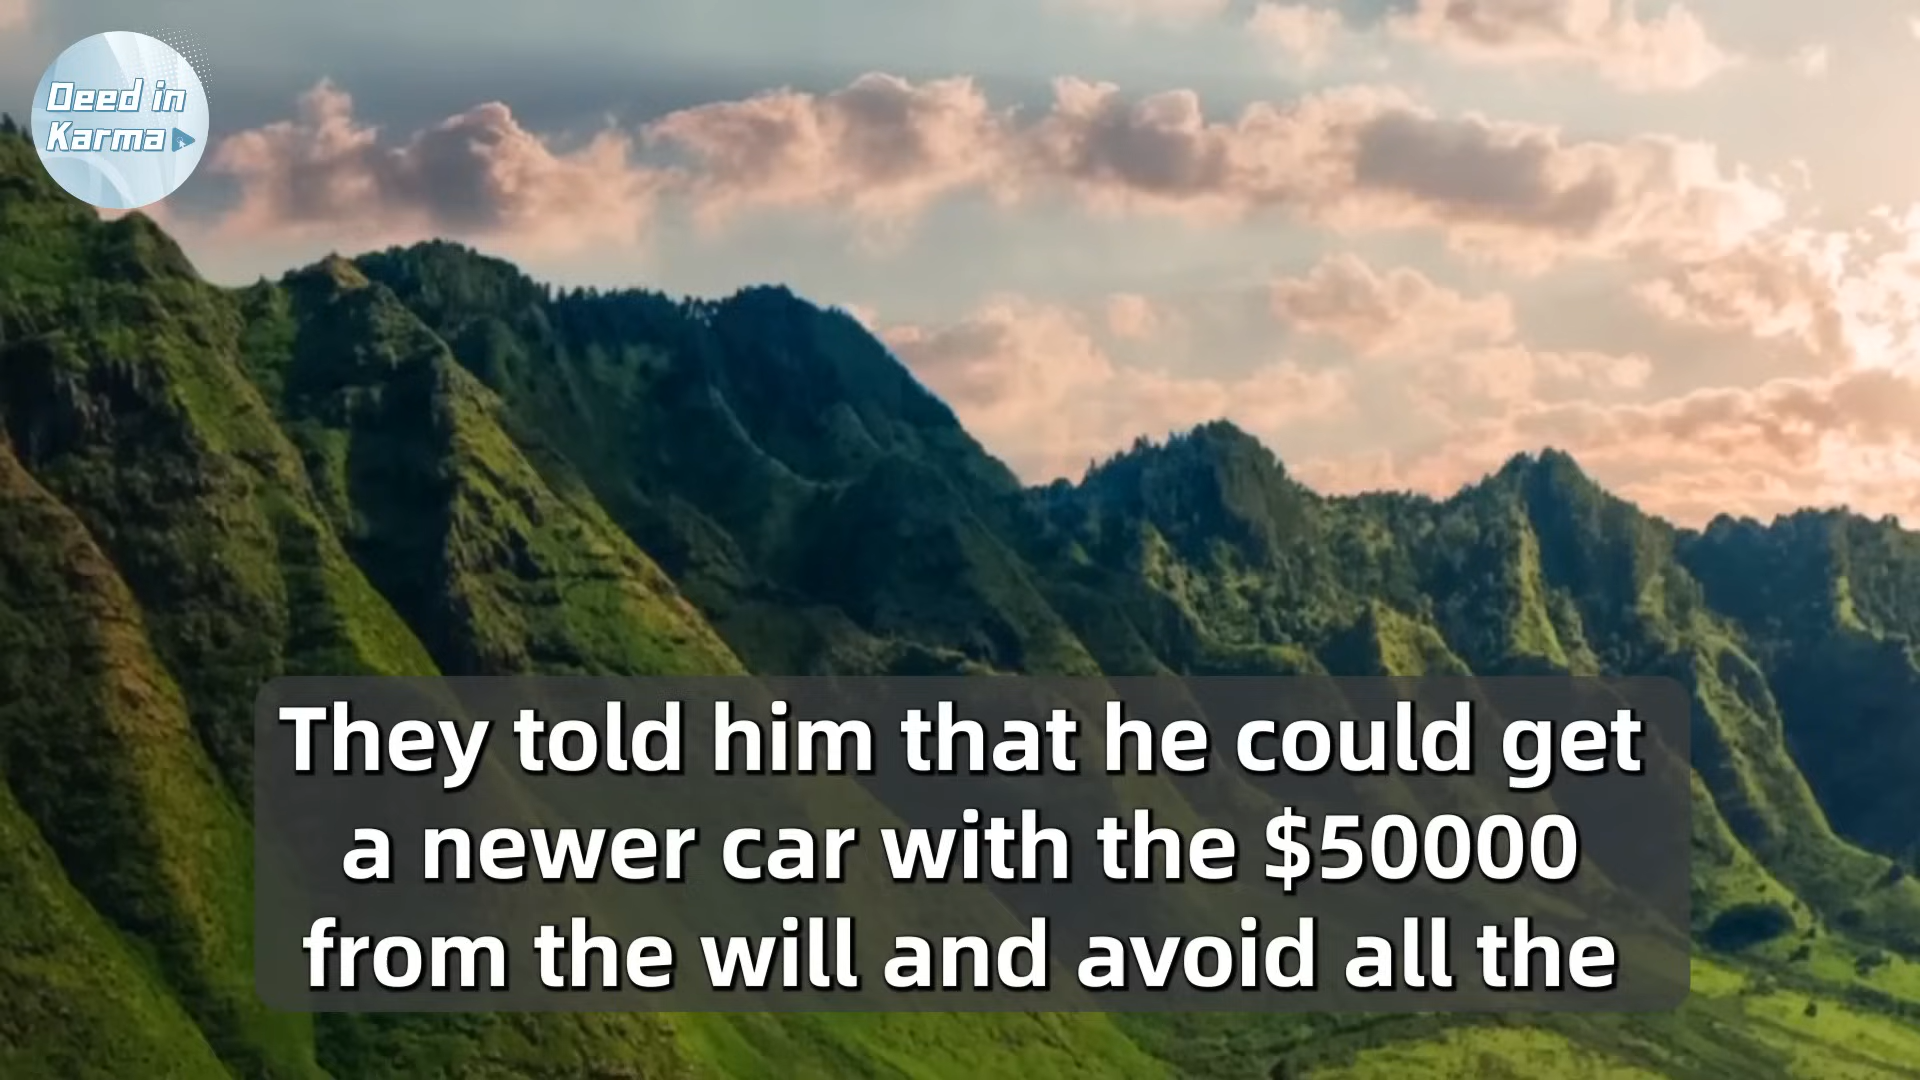 Deed in
Karma
They told him that he could get
a newer car with the $50000
from the will and avoid all the